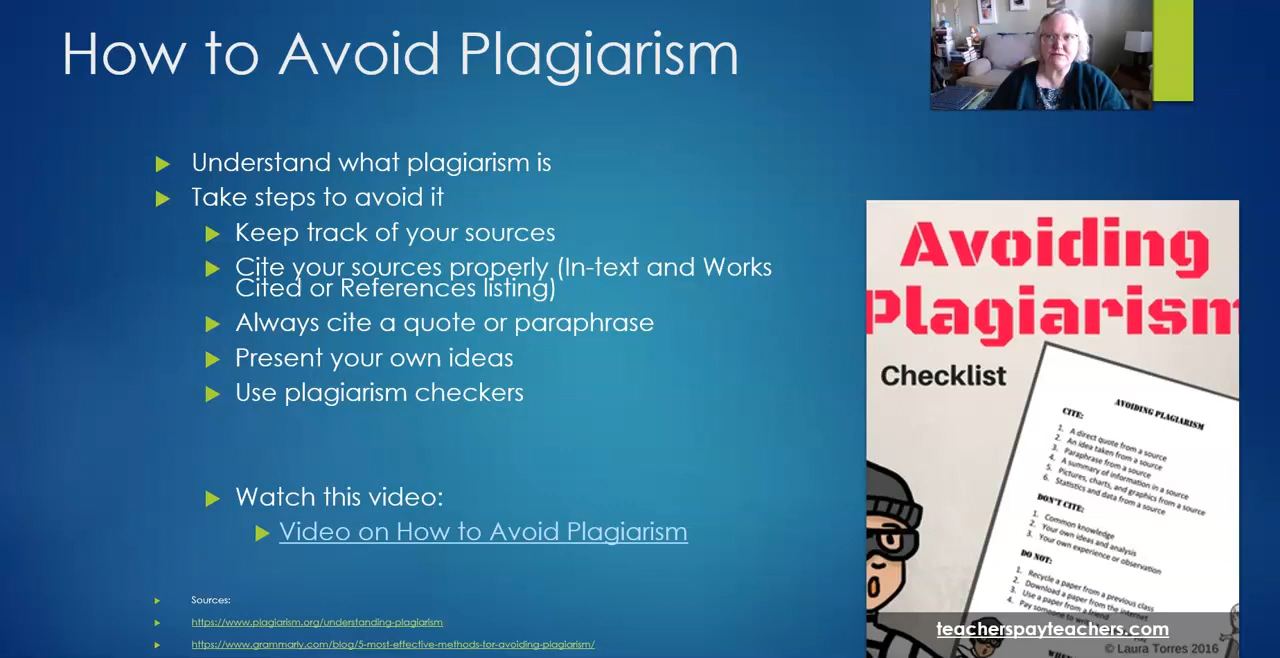 How to Avoid Plagiarism
Understand what plagiarism is
Take steps to avoid it
Keep track of your sources
Cite your sources properly (In-text and Works
Cited or References listing)
Always cite a quote or paraphrase
Present your own ideas
Use plagiarism checkers
Watch this video:
Video on How to Avoid Plagiarism
Sources:
https://www.plagiarism.org/understanding-plagiarism
https://www.grammarly.com/blog/5-most-effective-methods-for-avoiding-plagiarism/
Avoiding
Plagiarism
Checklist
AVOIDING PLAGIARISM
CITE:
1. A direct quote from a source
2. An idea taken from a source
3. Paraphrase from a source
4. A summary of information in a source
5. Pictures, charts, and graphics from a source
6. Statistics and data from a source
DON'T CITE:
1. Common knowledge
2. Your own ideas and analysis
3. Your own experience or observation
DO NOT:
1. Recycle a paper from a previous class
2. Download a paper from the internet
3. Use a paper from a friend
4. Pay someone to
teacherspayteachers.com
© Laura Torres 2016